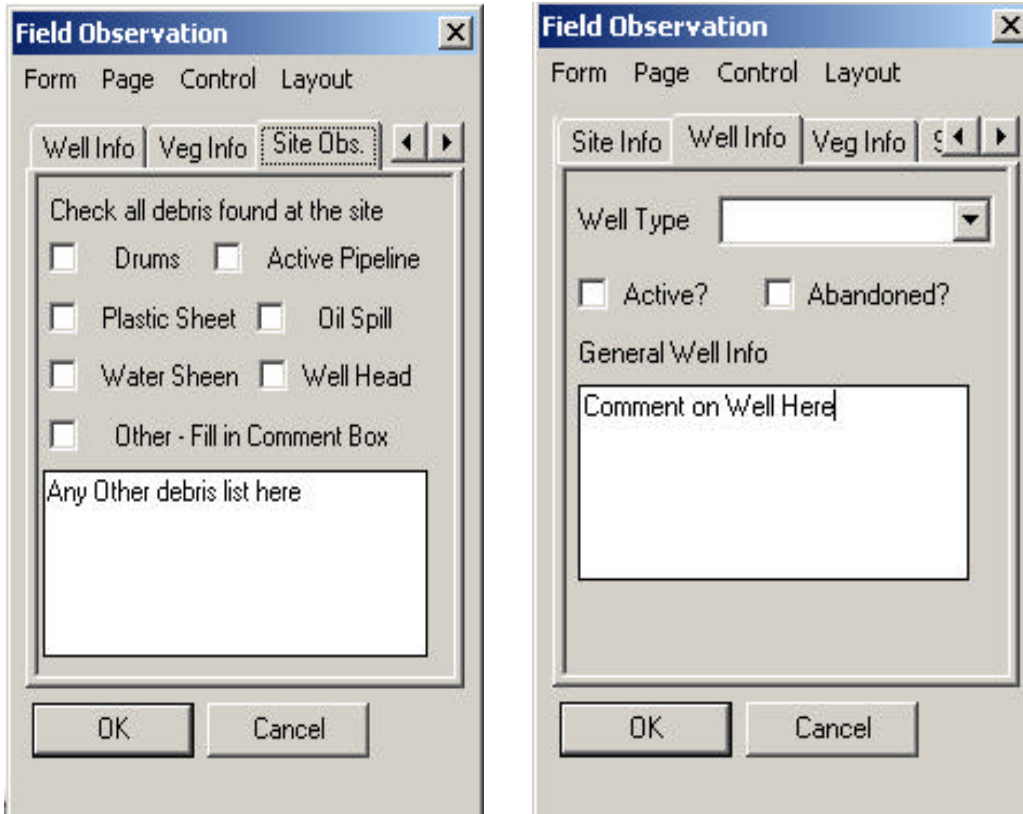 Field Observation
Form Page Control Layout
Well Info Veg Info Site Obs.
Check all debris found at the site
Drums Active Pipeline
Plastic Sheet Oil Spill
Water Sheen Well Head
Other - Fill in Comment Box
Any Other debris list here
OK Cancel
Field Observation
Form Page Control Layout
Site Info Well Info Veg Info
Well Type
Active? Abandoned?
General Well Info
Comment on Well Here
OK Cancel